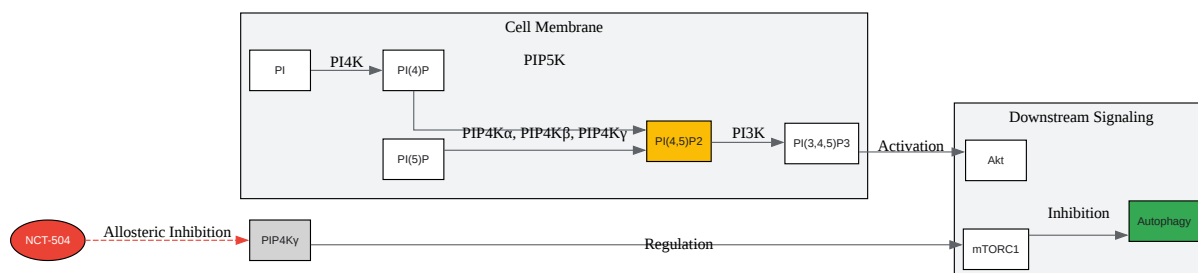 Cell Membrane
PIP5K
PI
PI4K
PI(4)P
PI(5)P
PIP4Kα, PIP4Kβ, PIP4Kγ
PI(4,5)P2
PI3K
PI(3,4,5)P3
Activation
Downstream Signaling
Akt
NCT-504
Allosteric Inhibition
PIP4Kγ
Regulation
mTORC1
Inhibition
Autophagy